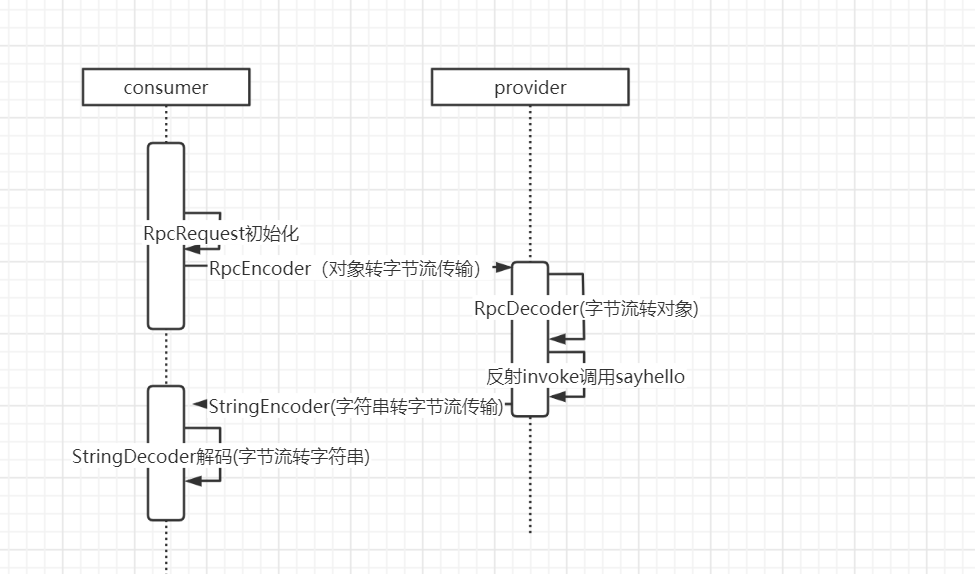 consumer
provider
RpcRequest初始化
RpcEncoder（对象转字节流传输）
RpcDecoder(字节流转对象)
反射invoke调用sayhello
StringEncoder(字符串转字节流传输)
StringDecoder解码(字节流转字符串)